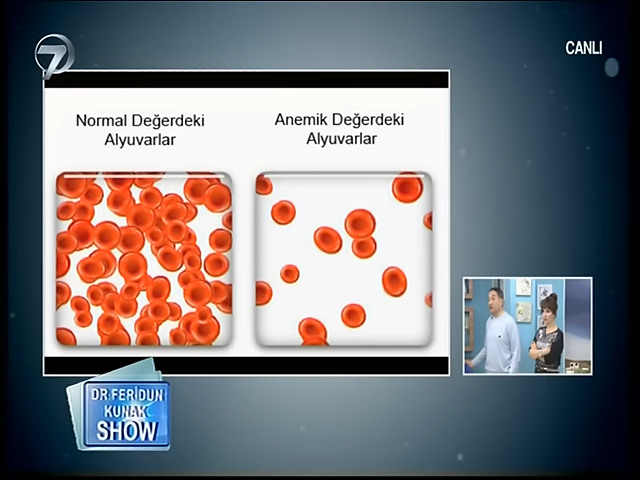 7
CANLI
Normal Değerdeki
Alyuvarlar
Anemik Değerdeki
Alyuvarlar
DR FERİDUN
KUNAK
SHOW